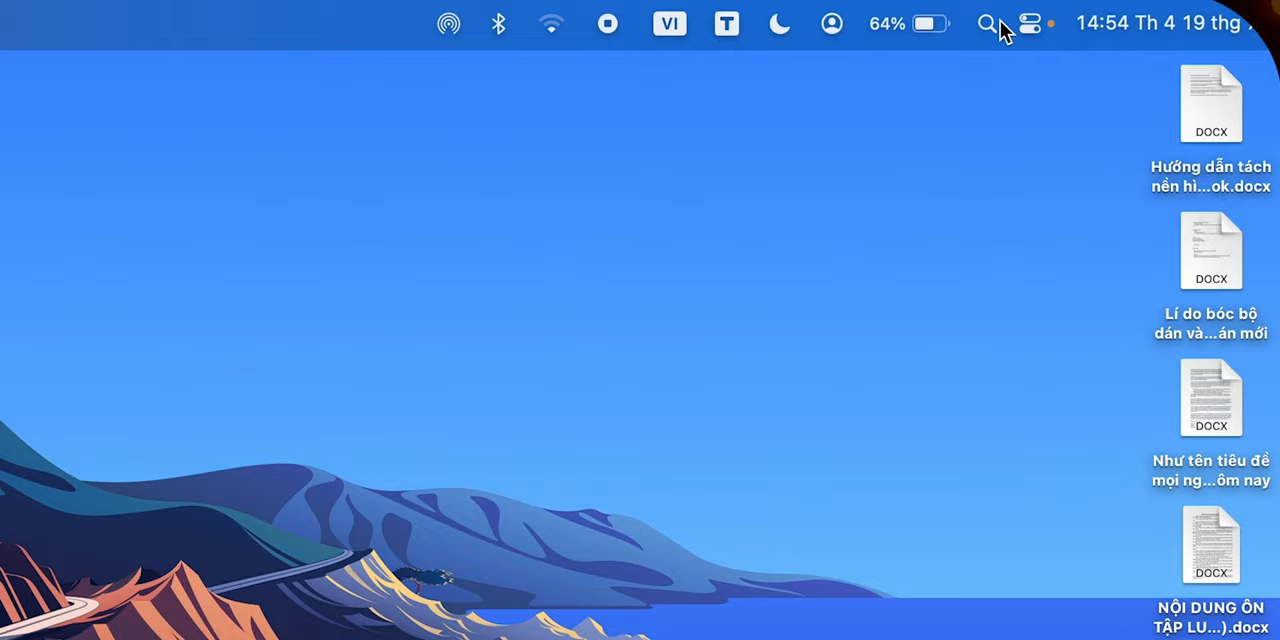 VI T 64% 14:54 Th 4 19 thg
DOCX
Hướng dẫn tách
nền hì...ok.docx
DOCX
Lí do bóc bộ
dán và...án mới
DOCX
Như tên tiêu đề
mọi ng...ôm nay
DOCX
NỘI DUNG ÔN
TẬP LU...).docx